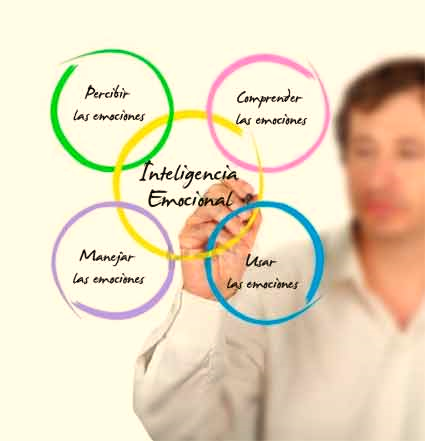 Percibir
las emociones
Comprender
las emociones
Inteligencia
Emocional
Manejar
las emociones
Usar
las emociones